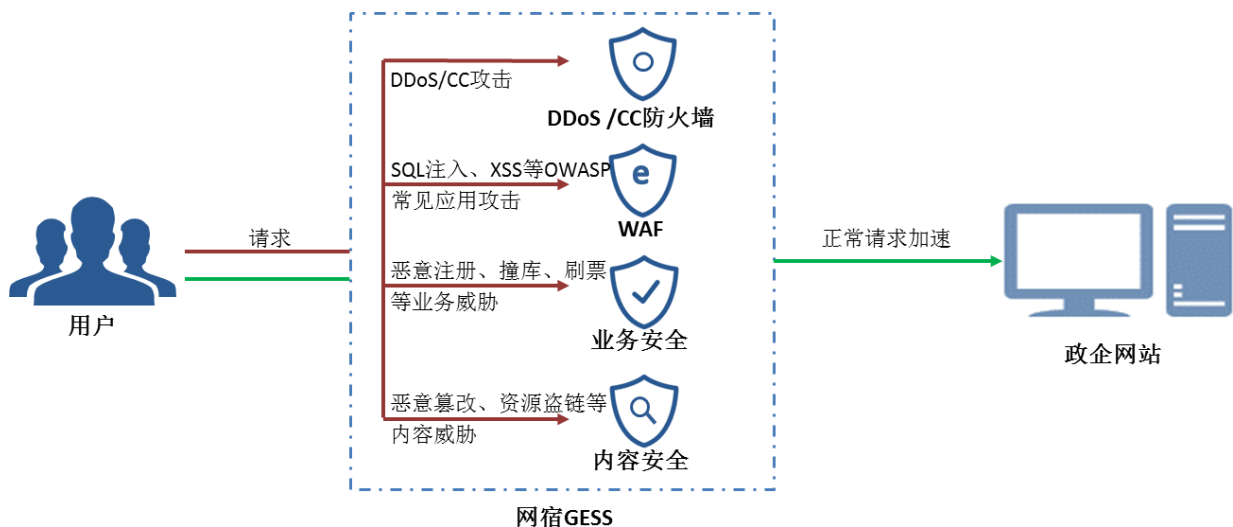 DDoS/CC攻击
DDoS /CC防火墙
SQL注入、XSS等OWASP
常见应用攻击
e
WAF
请求
用户
恶意注册、撞库、刷票
等业务威胁
业务安全
恶意篡改、资源盗链等
内容威胁
内容安全
正常请求加速
政企网站
网宿GESS